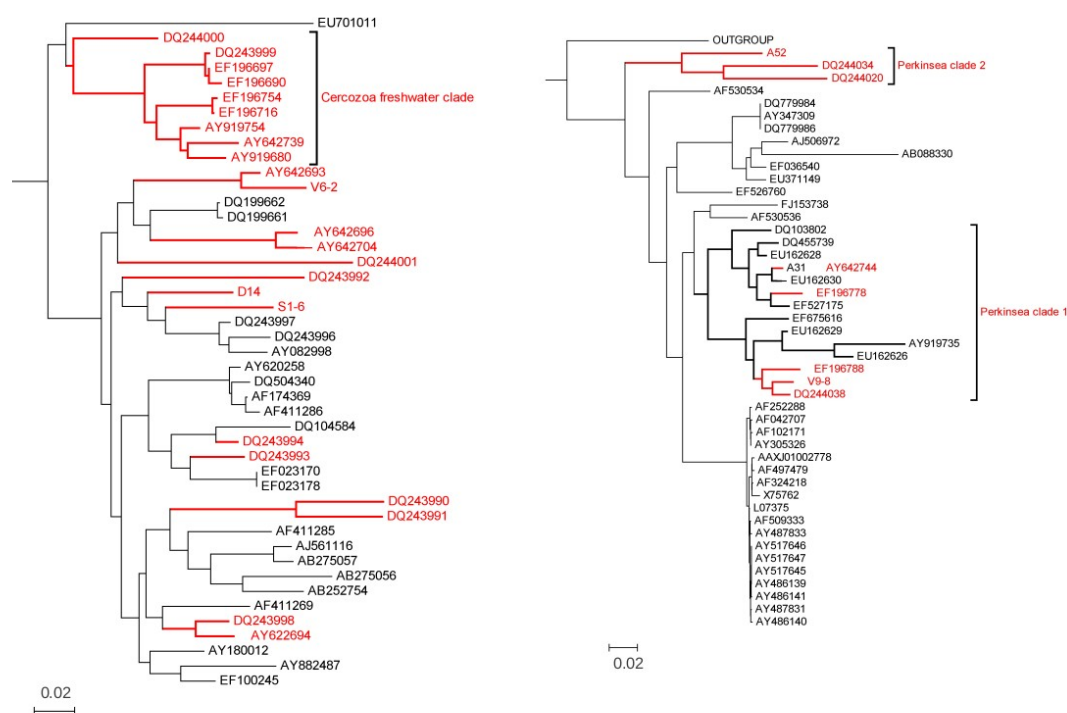 EU701011
DQ244000
DQ243999
EF196697
EF196690
EF196754
Cercozoa freshwater clade
EF196716
AY919754
AY642739
AY919680
AY642693
V6-2
DQ199662
DQ199661
AY642696
AY642704
DQ244001
DQ243992
D14
S1-6
DQ243997
DQ243996
AY082998
AY620258
DQ504340
AF174369
AF411286
DQ104584
DQ243994
DQ243993
EF023170
EF023178
DQ243990
DQ243991
AF411285
AJ561116
AB275057
AB275056
AB252754
AF411269
DQ243998
AY622694
AY180012
AY882487
EF100245
0.02
OUTGROUP
A52
Perkinsea clade 2
DQ244034
DQ244020
AF530534
DQ779984
AY347309
DQ779986
AJ506972
AB088330
EF036540
EU371149
EF526760
FJ153738
AF530536
DQ103802
DQ455739
EU162628
A31 AY642744
EU162630
EF196778
EF527175
Perkinsea clade 1
EF675616
EU162629
AY919735
EU162626
EF196788
V9-8
DQ244038
AF252288
AF042707
AF102171
AY305326
AAXJ01002778
AF497479
AF324218
X75762
L07375
AF509333
AY487833
AY517646
AY517647
AY517645
AY486139
AY486141
AY487831
AY486140
0.02